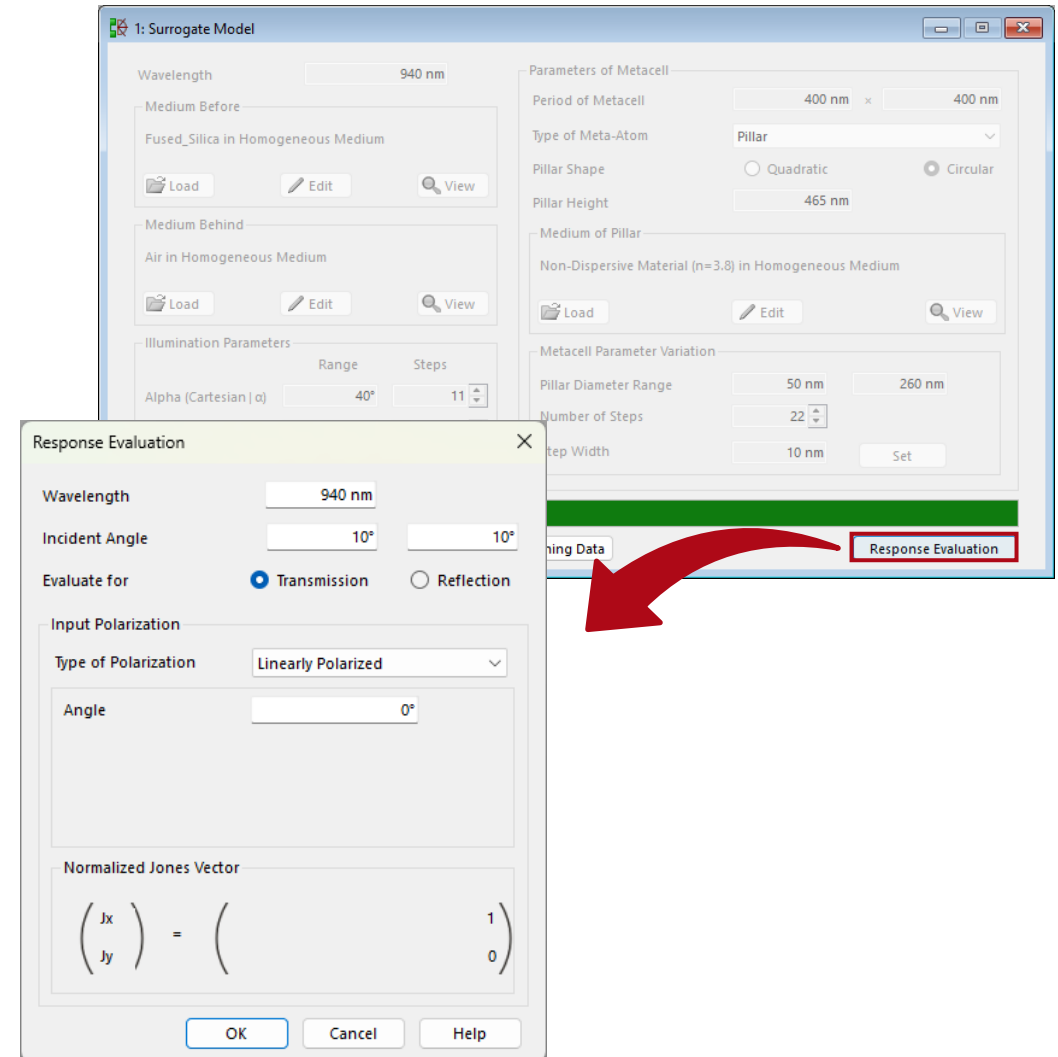 1: Surrogate Model
Wavelength 940 nm
Medium Before
Fused_Silica in Homogeneous Medium
Load Edit View
Medium Behind
Air in Homogeneous Medium
Load Edit View
Illumination Parameters
Range Steps
Alpha (Cartesian | α) 40° 11
Parameters of Metacell
Period of Metacell 400 nm × 400 nm
Type of Meta-Atom Pillar
Pillar Shape Quadratic Circular
Pillar Height 465 nm
Medium of Pillar
Non-Dispersive Material (n=3.8) in Homogeneous Medium
Load Edit View
Metacell Parameter Variation
Pillar Diameter Range 50 nm 260 nm
Number of Steps 22
tep Width 10 nm Set
ning Data Response Evaluation
Response Evaluation
Wavelength 940 nm
Incident Angle 10° 10°
Evaluate for Transmission Reflection
Input Polarization
Type of Polarization Linearly Polarized
Angle 0°
Normalized Jones Vector
Jx 1
=
Jy 0
OK Cancel Help